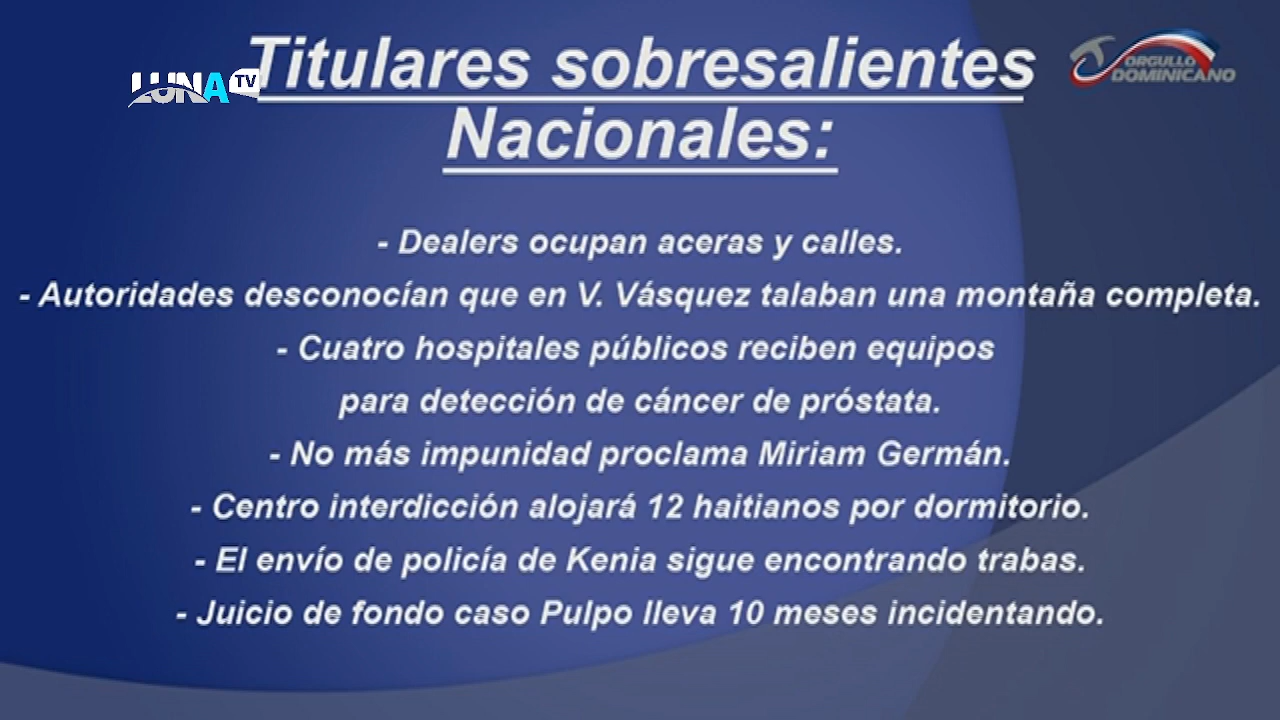 Titulares sobresalientes
LUNA TV
ORGULLO
DOMINICANO
Nacionales:
- Dealers ocupan aceras y calles.
- Autoridades desconocían que en V. Vásquez talaban una montaña completa.
- Cuatro hospitales públicos reciben equipos
para detección de cáncer de próstata.
- No más impunidad proclama Miriam Germán.
- Centro interdicción alojará 12 haitianos por dormitorio.
- El envío de policía de Kenia sigue encontrando trabas.
- Juicio de fondo caso Pulpo lleva 10 meses incidentando.